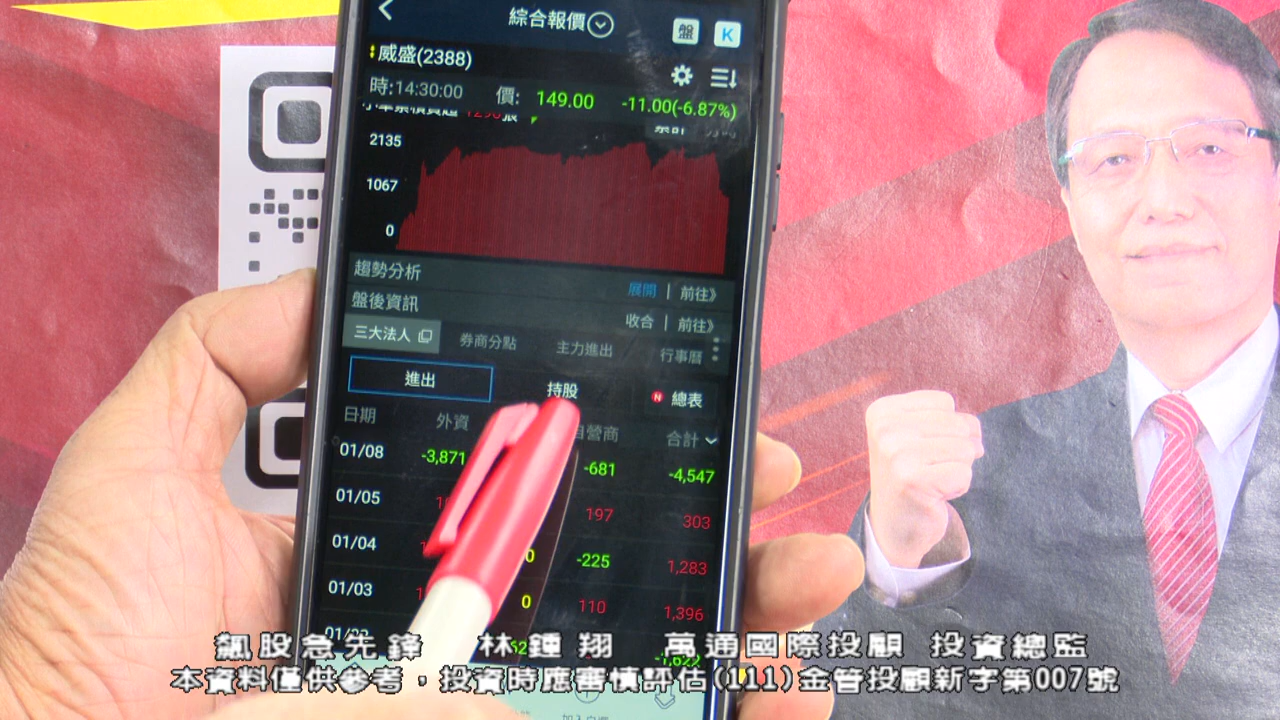 綜合報價
盤 K
威盛(2388)
時:14:30:00 價: 149.00 -11.00(-6.87%)
2135
1067
0
趨勢分析 展開 | 前往》
盤後資訊 收合 | 前往》
三大法人 券商分點 主力進出 行事曆
進出 持股 N 總表
日期 外資 自營商 合計
01/08 -3,871 -681 -4,547
01/05 197 303
01/04 0 -225 1,283
01/03 0 110 1,396
-1,622
飆股急先鋒 林鍾翔 萬通國際投顧 投資總監
本資料僅供參考，投資時應審慎評估(111)金管投顧新字第007號